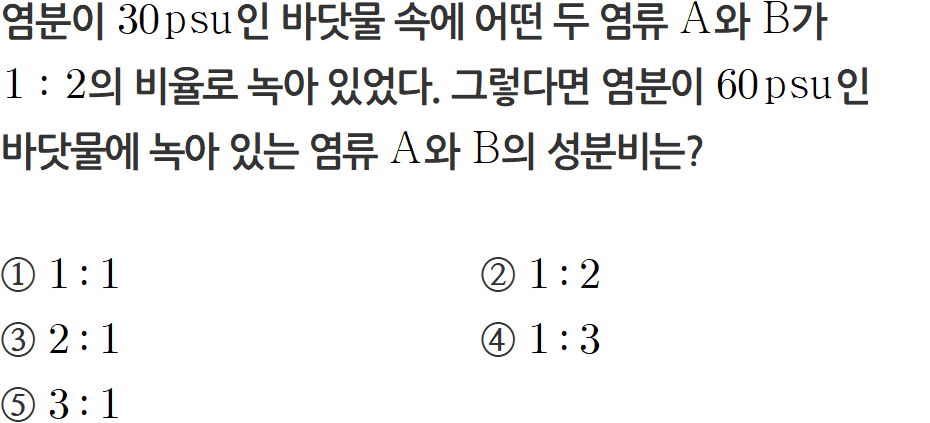 염분이 30psu인 바닷물 속에 어떤 두 염류 A와 B가
1 : 2의 비율로 녹아 있었다. 그렇다면 염분이 60psu인
바닷물에 녹아 있는 염류 A와 B의 성분비는?
① 1 : 1 ② 1 : 2
③ 2 : 1 ④ 1 : 3
⑤ 3 : 1